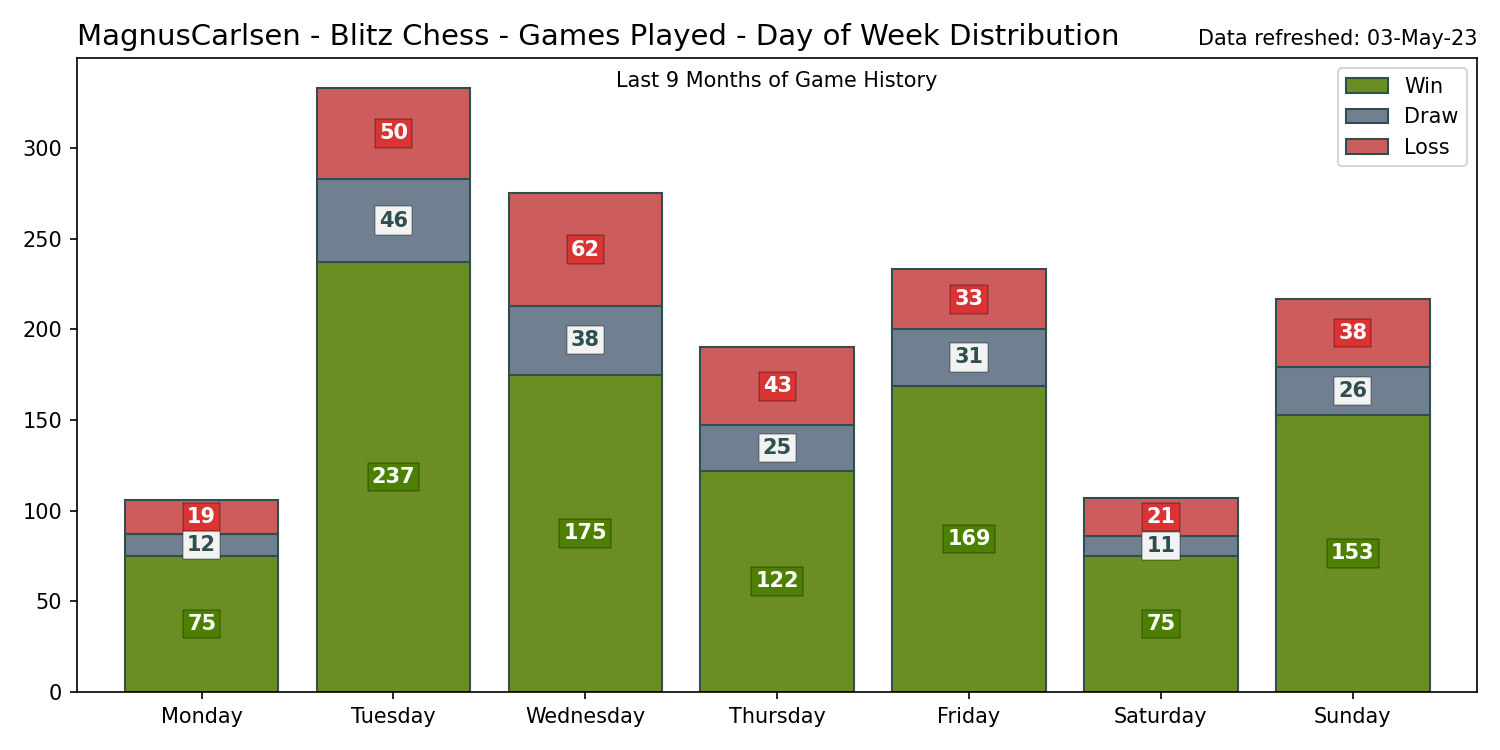 MagnusCarlsen - Blitz Chess - Games Played - Day of Week Distribution
Data refreshed: 03-May-23
Last 9 Months of Game History
Win
Draw
Loss
300
250
200
150
100
50
0
19
12
75
50
46
237
62
38
175
43
25
122
33
31
169
21
11
75
38
26
153
Monday
Tuesday
Wednesday
Thursday
Friday
Saturday
Sunday